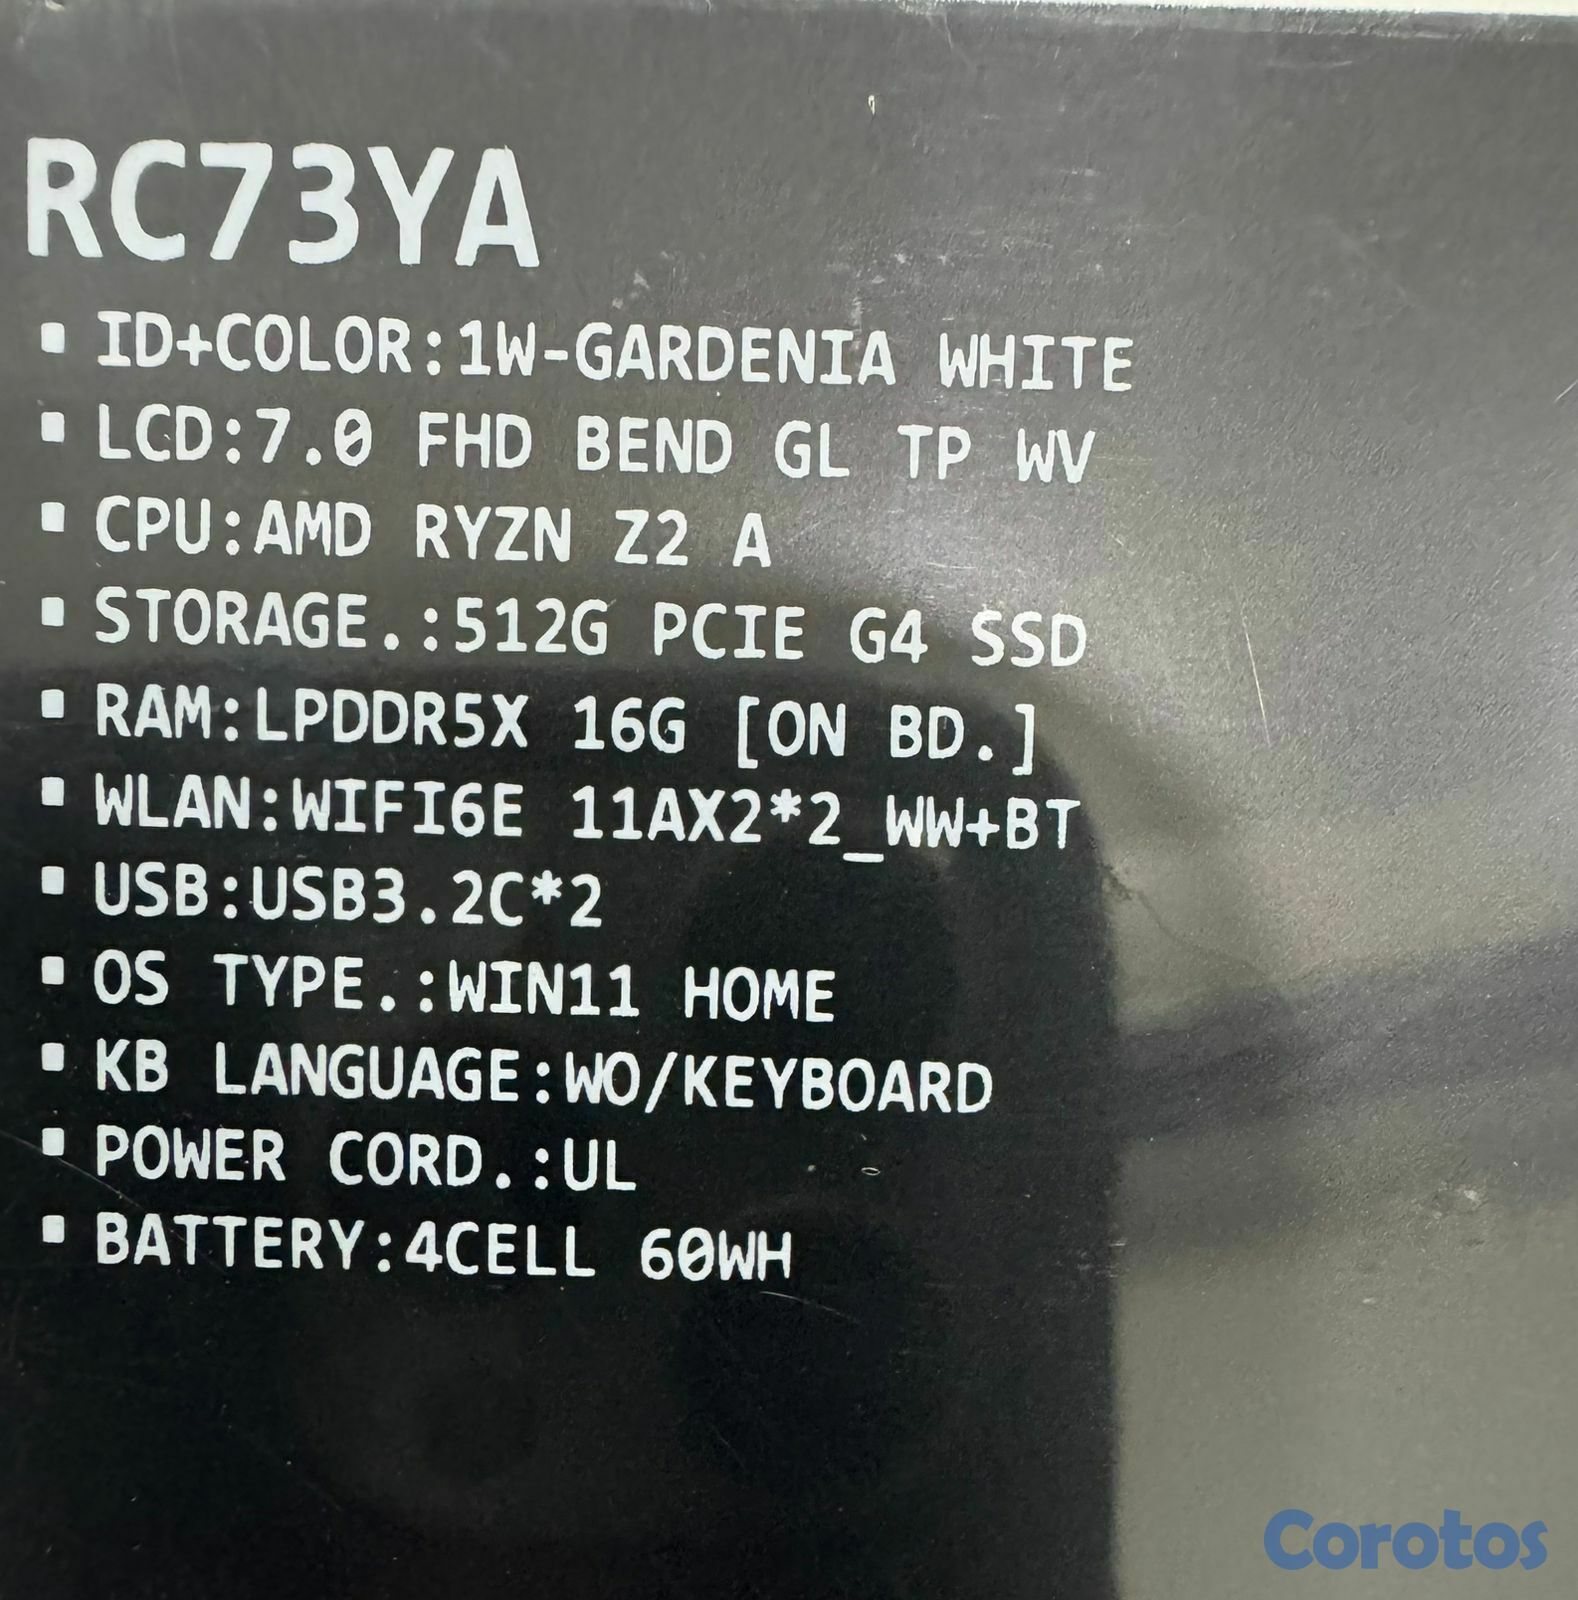 RC73YA
▪ ID+COLOR:1W-GARDENIA WHITE
▪ LCD:7.0 FHD BEND GL TP WV
▪ CPU:AMD RYZN Z2 A
▪ STORAGE.:512G PCIE G4 SSD
▪ RAM:LPDDR5X 16G [ON BD.]
▪ WLAN:WIFI6E 11AX2*2_WW+BT
▪ USB:USB3.2C*2
▪ OS TYPE.:WIN11 HOME
▪ KB LANGUAGE:WO/KEYBOARD
▪ POWER CORD.:UL
▪ BATTERY:4CELL 60WH
Corotos